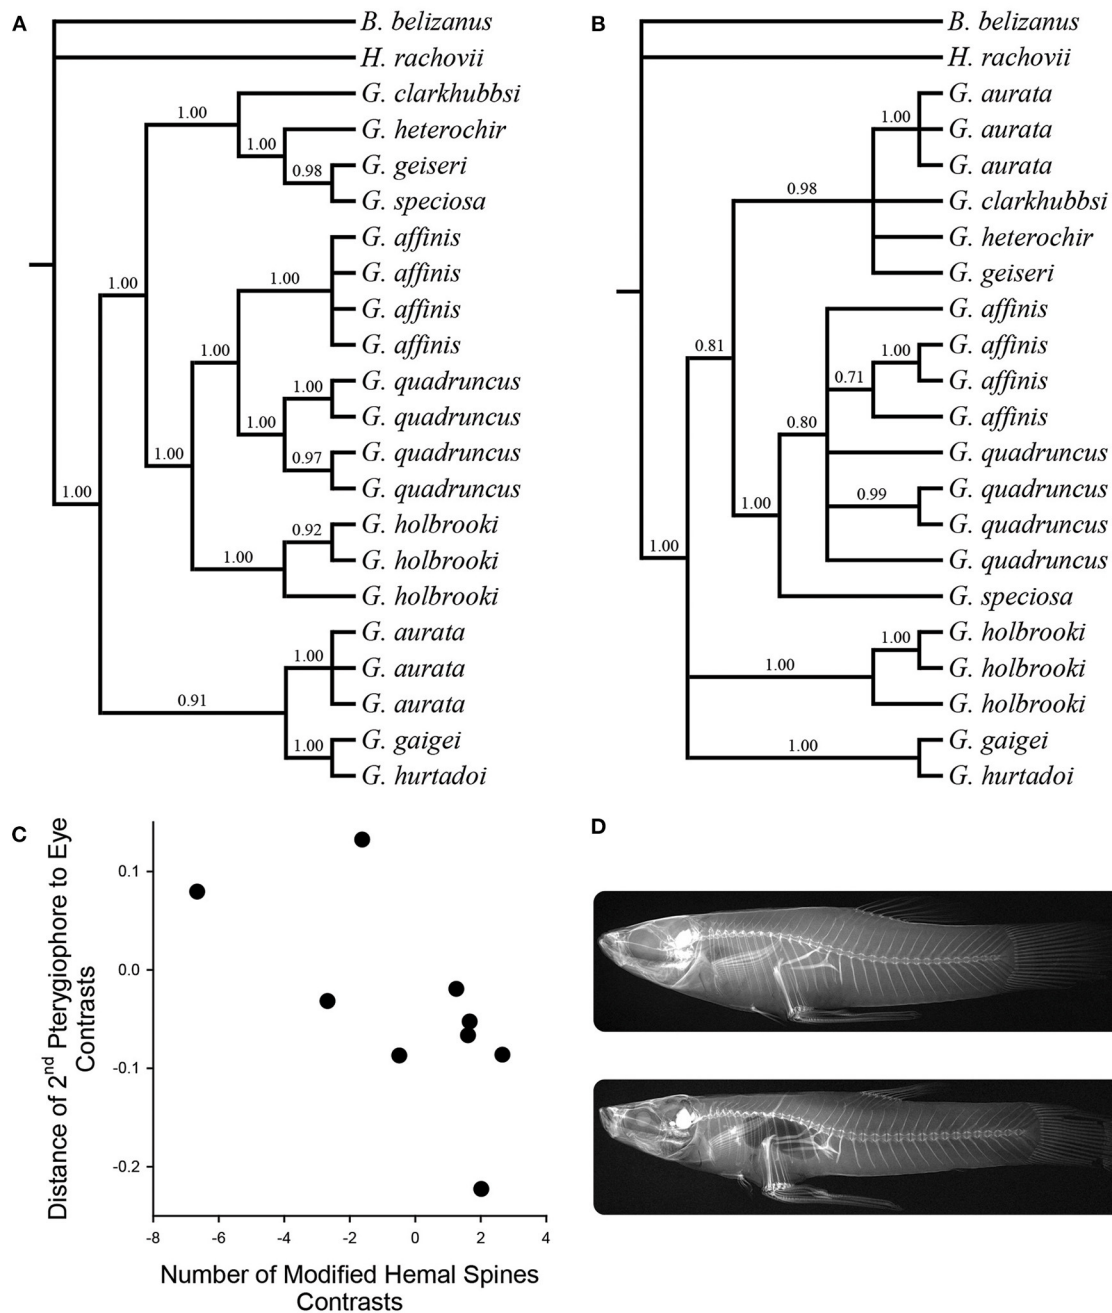 A
B. belizanus
H. rachovii
G. clarkhubbsi
1.00
G. heterochir
1.00
G. geiseri
0.98
G. speciosa
G. affinis
1.00
G. affinis
1.00
G. affinis
G. affinis
1.00
G. quadruncus
1.00
G. quadruncus
1.00
G. quadruncus
1.00
0.97
G. quadruncus
1.00
G. holbrooki
0.92
G. holbrooki
1.00
G. holbrooki
G. aurata
1.00
G. aurata
0.91
G. aurata
G. gaigei
1.00
G. hurtadoi
B
B. belizanus
H. rachovii
G. aurata
1.00
G. aurata
G. aurata
0.98
G. clarkhubbsi
G. heterochir
G. geiseri
G. affinis
0.81
1.00
G. affinis
0.71
G. affinis
0.80
G. affinis
G. quadruncus
0.99
G. quadruncus
1.00
G. quadruncus
1.00
G. quadruncus
G. speciosa
G. holbrooki
1.00
1.00
G. holbrooki
G. holbrooki
G. gaigei
1.00
G. hurtadoi
C
Distance of 2nd Pterygiophore to Eye
Contrasts
0.1
0.0
-0.1
-0.2
-8 -6 -4 -2 0 2 4
Number of Modified Hemal Spines
Contrasts
D